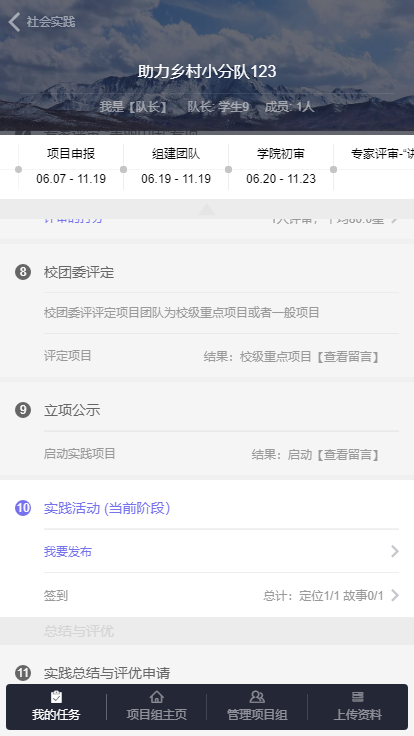 社会实践
助力乡村小分队123
我是【队长】 队长: 学生9 成员: 1人
项目申报 组建团队 学院初审 专家评审-“讲
06.07 - 11.19 06.19 - 11.19 06.20 - 11.23
8 校团委评定
校团委评评定项目团队为校级重点项目或者一般项目
评定项目 结果：校级重点项目【查看留言】
9 立项公示
启动实践项目 结果：启动【查看留言】
10 实践活动 (当前阶段)
我要发布
签到 总计：定位1/1 故事0/1
总结与评优
11 实践总结与评优申请
我的任务 项目组主页 管理项目组 上传资料